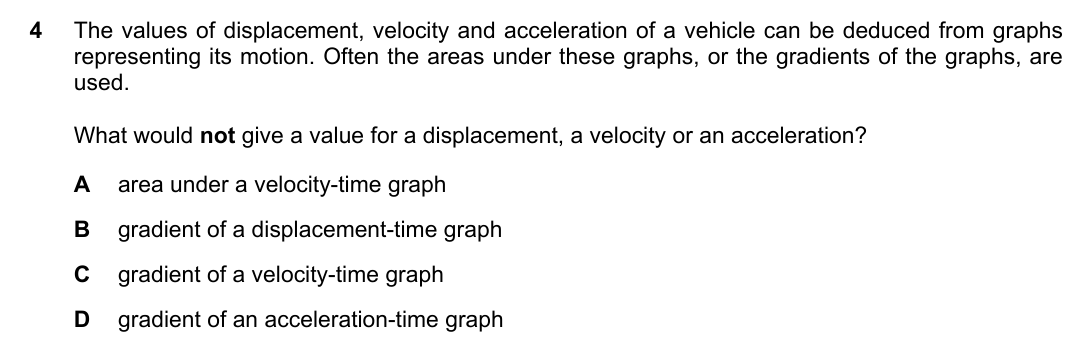 4 The values of displacement, velocity and acceleration of a vehicle can be deduced from graphs
representing its motion. Often the areas under these graphs, or the gradients of the graphs, are
used.
What would not give a value for a displacement, a velocity or an acceleration?
A area under a velocity-time graph
B gradient of a displacement-time graph
C gradient of a velocity-time graph
D gradient of an acceleration-time graph